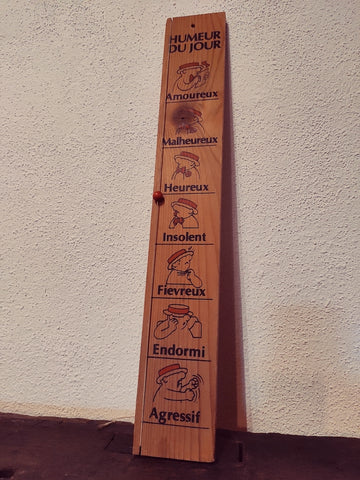 HUMEUR
DU JOUR
Amoureux
Malheureux
Heureux
Insolent
Fievreux
Endormi
Agressif